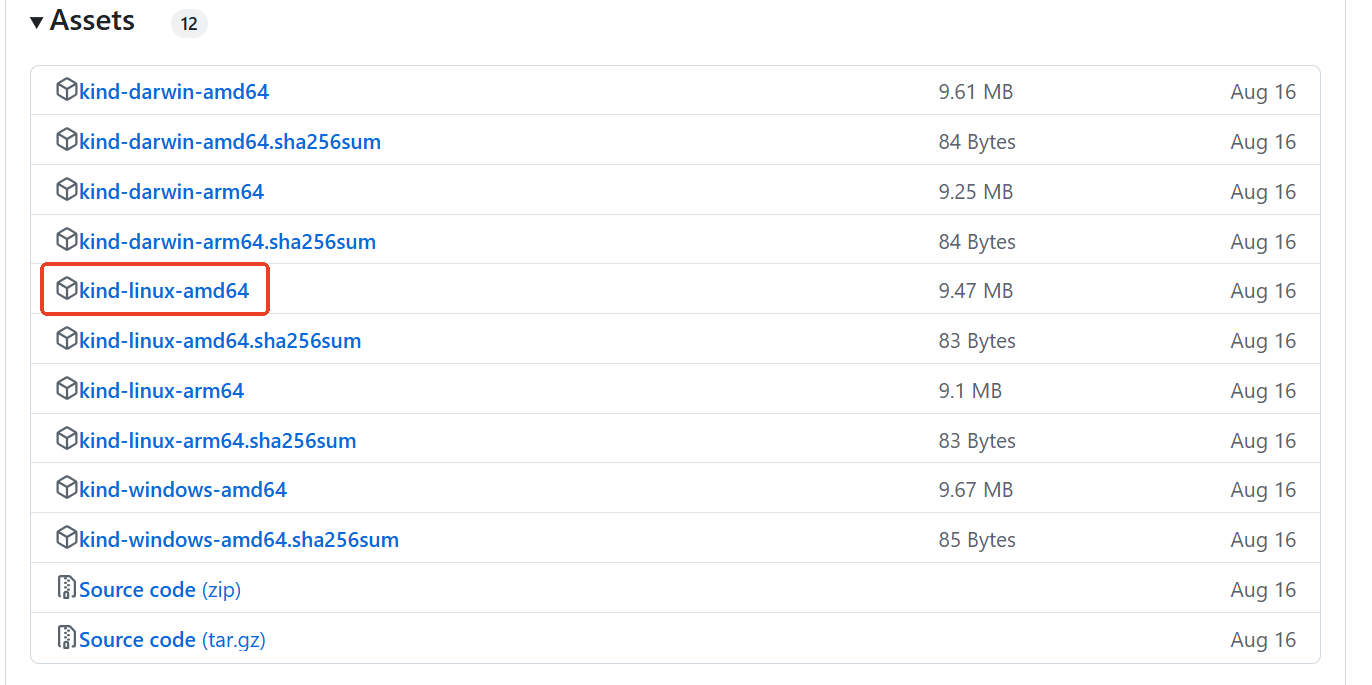 Assets 12
kind-darwin-amd64 9.61 MB Aug 16
kind-darwin-amd64.sha256sum 84 Bytes Aug 16
kind-darwin-arm64 9.25 MB Aug 16
kind-darwin-arm64.sha256sum 84 Bytes Aug 16
kind-linux-amd64 9.47 MB Aug 16
kind-linux-amd64.sha256sum 83 Bytes Aug 16
kind-linux-arm64 9.1 MB Aug 16
kind-linux-arm64.sha256sum 83 Bytes Aug 16
kind-windows-amd64 9.67 MB Aug 16
kind-windows-amd64.sha256sum 85 Bytes Aug 16
Source code (zip) Aug 16
Source code (tar.gz) Aug 16